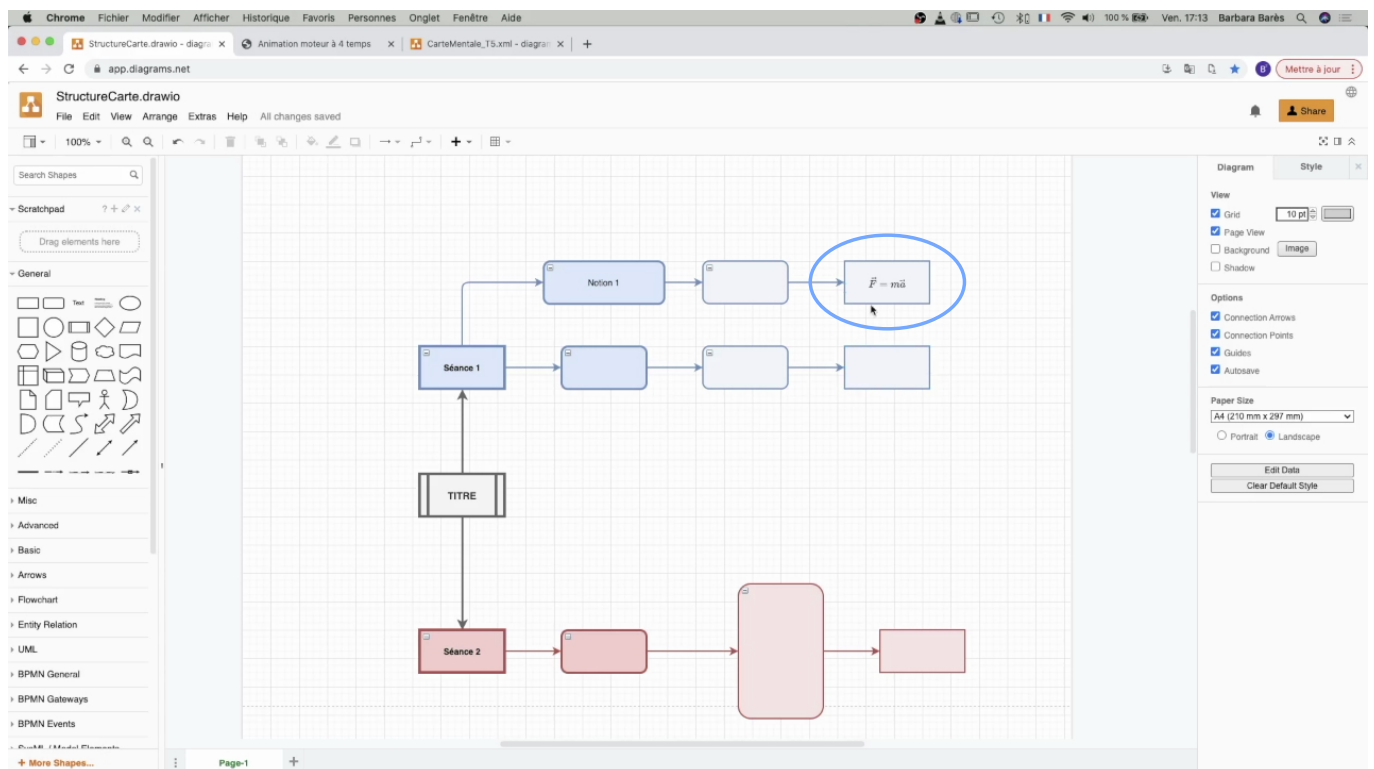 Chrome Fichier Modifier Afficher Historique Favoris Personnes Onglet Fenêtre Aide 100 % Ven. 17:13 Barbara Barès
StructureCarte.drawio - diagra Animation moteur à 4 temps CarteMentale_T5.xml - diagram
app.diagrams.net B Mettre à jour
StructureCarte.drawio
File Edit View Arrange Extras Help All changes saved Share
100%
Search Shapes
Diagram Style
View
Scratchpad
Grid 10 pt
Page View
Drag elements here
Background Image
Shadow
General
Notion 1
F⃗ = ma⃗
Options
Text
Connection Arrows
Connection Points
Guides
Autosave
Séance 1
Paper Size
A4 (210 mm x 297 mm)
Portrait Landscape
Edit Data
Clear Default Style
TITRE
Misc
Advanced
Basic
Arrows
Flowchart
Entity Relation
UML
Séance 2
BPMN General
BPMN Gateways
BPMN Events
SysML / Model Elements
+ More Shapes...
Page-1